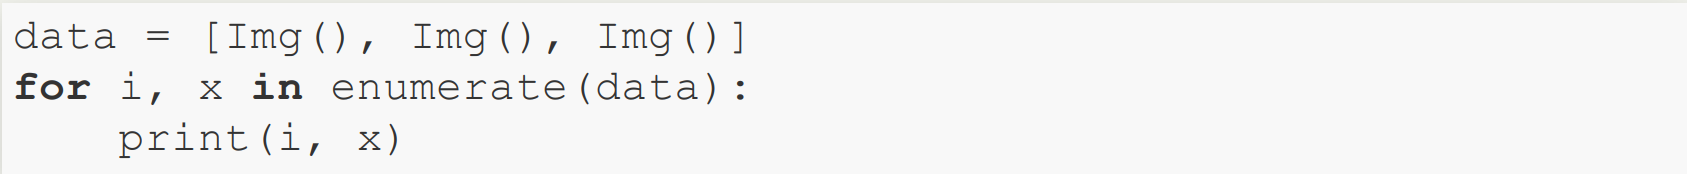 data = [Img(), Img(), Img()]
for i, x in enumerate(data):
    print(i, x)